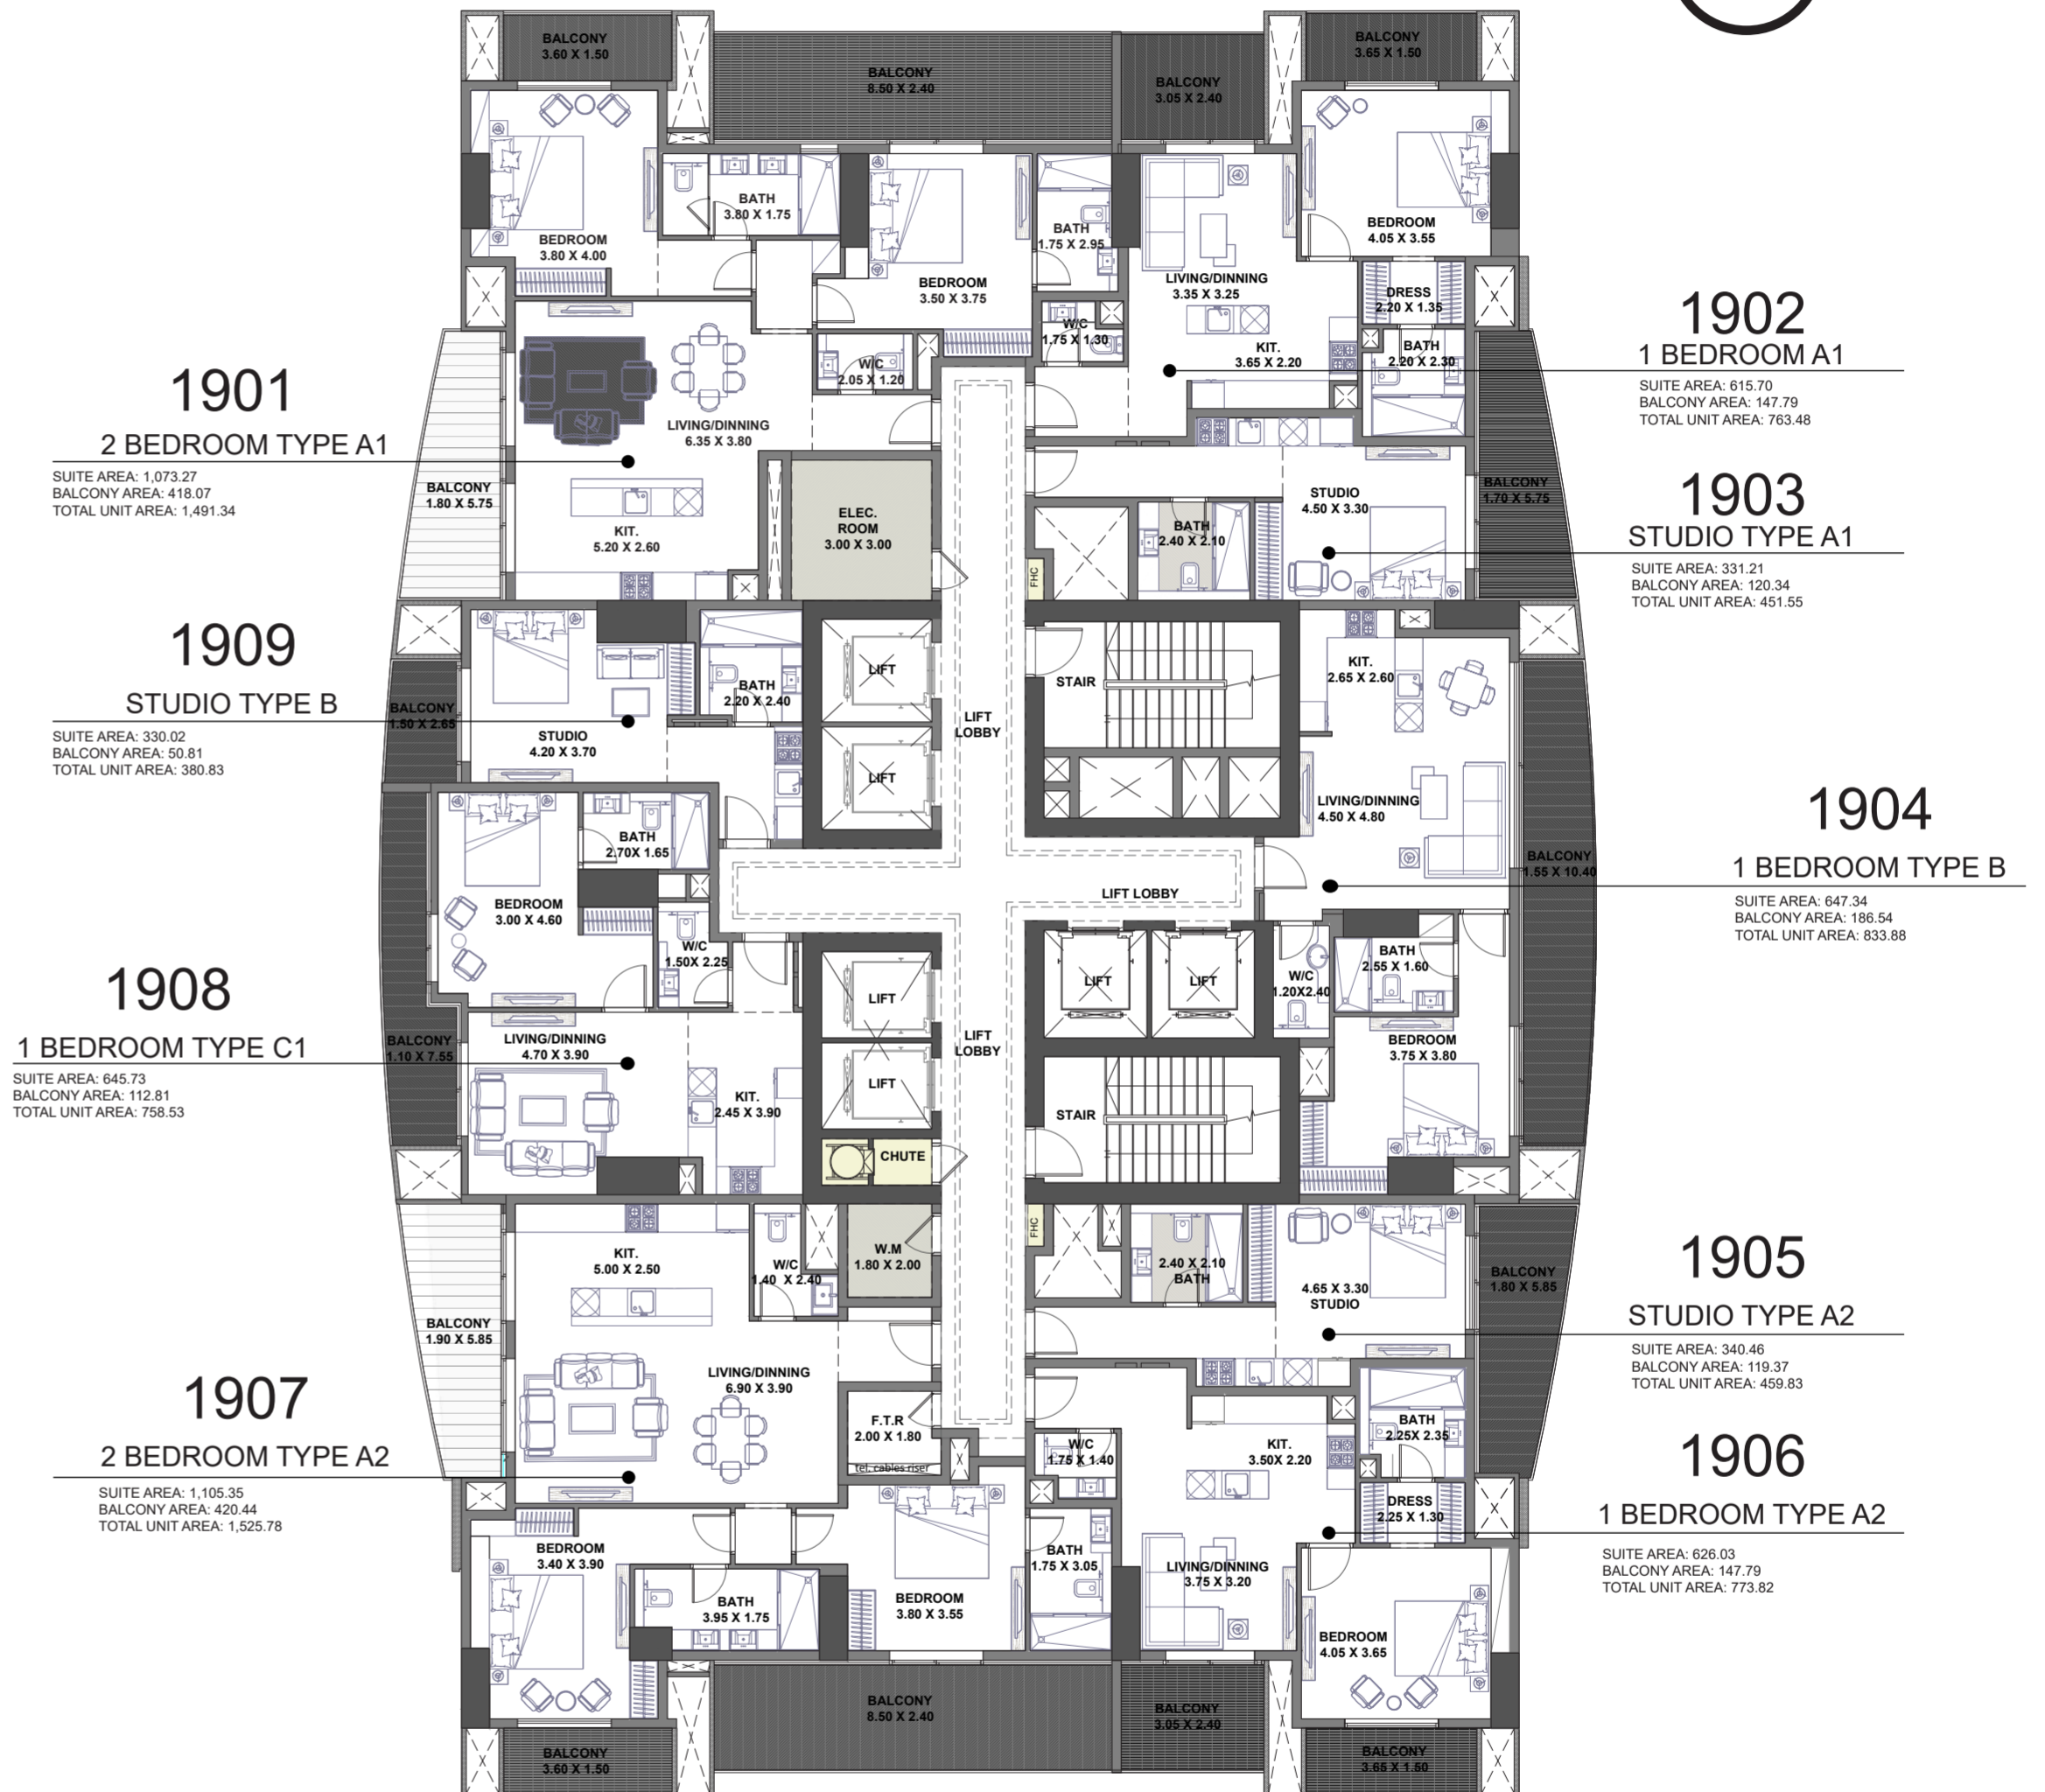 BALCONY
3.60 X 1.50
BALCONY
8.50 X 2.40
BALCONY
3.05 X 2.40
BALCONY
3.65 X 1.50
BEDROOM
3.80 X 4.00
BATH
3.80 X 1.75
BEDROOM
3.50 X 3.75
BATH
1.75 X 2.95
LIVING/DINNING
3.35 X 3.25
BEDROOM
4.05 X 3.55
DRESS
2.20 X 1.35
W/C
1.75 X 1.30
KIT.
3.65 X 2.20
BATH
2.20 X 2.30
W/C
2.05 X 1.20
1901
2 BEDROOM TYPE A1
SUITE AREA: 1,073.27
BALCONY AREA: 418.07
TOTAL UNIT AREA: 1,491.34
1902
1 BEDROOM A1
SUITE AREA: 615.70
BALCONY AREA: 147.79
TOTAL UNIT AREA: 763.48
LIVING/DINNING
6.35 X 3.80
BALCONY
1.80 X 5.75
KIT.
5.20 X 2.60
ELEC.
ROOM
3.00 X 3.00
FHC
BATH
2.40 X 2.10
STUDIO
4.50 X 3.30
BALCONY
1.70 X 5.75
1903
STUDIO TYPE A1
SUITE AREA: 331.21
BALCONY AREA: 120.34
TOTAL UNIT AREA: 451.55
1909
STUDIO TYPE B
SUITE AREA: 330.02
BALCONY AREA: 50.81
TOTAL UNIT AREA: 380.83
BALCONY
1.50 X 2.65
STUDIO
4.20 X 3.70
BATH
2.20 X 2.40
LIFT
LIFT
LIFT
LOBBY
STAIR
KIT.
2.65 X 2.60
LIVING/DINNING
4.50 X 4.80
BALCONY
1.55 X 10.40
1904
1 BEDROOM TYPE B
SUITE AREA: 647.34
BALCONY AREA: 186.54
TOTAL UNIT AREA: 833.88
BATH
2.70X 1.65
BEDROOM
3.00 X 4.60
W/C
1.50X 2.25
LIFT LOBBY
LIFT
LIFT
W/C
1.20X2.40
BATH
2.55 X 1.60
BEDROOM
3.75 X 3.80
1908
1 BEDROOM TYPE C1
SUITE AREA: 645.73
BALCONY AREA: 112.81
TOTAL UNIT AREA: 758.53
BALCONY
1.10 X 7.55
LIVING/DINNING
4.70 X 3.90
KIT.
2.45 X 3.90
LIFT
LIFT
LIFT
LOBBY
STAIR
CHUTE
FHC
KIT.
5.00 X 2.50
W/C
1.40 X 2.40
W.M
1.80 X 2.00
2.40 X 2.10
BATH
4.65 X 3.30
STUDIO
BALCONY
1.80 X 5.85
1905
STUDIO TYPE A2
SUITE AREA: 340.46
BALCONY AREA: 119.37
TOTAL UNIT AREA: 459.83
BALCONY
1.90 X 5.85
LIVING/DINNING
6.90 X 3.90
1907
2 BEDROOM TYPE A2
SUITE AREA: 1,105.35
BALCONY AREA: 420.44
TOTAL UNIT AREA: 1,525.78
F.T.R
2.00 X 1.80
tel. cables riser
W/C
1.75 X 1.40
KIT.
3.50X 2.20
BATH
2.25X 2.35
DRESS
2.25 X 1.30
1906
1 BEDROOM TYPE A2
SUITE AREA: 626.03
BALCONY AREA: 147.79
TOTAL UNIT AREA: 773.82
BEDROOM
3.40 X 3.90
BATH
3.95 X 1.75
BEDROOM
3.80 X 3.55
BATH
1.75 X 3.05
LIVING/DINNING
3.75 X 3.20
BEDROOM
4.05 X 3.65
BALCONY
3.60 X 1.50
BALCONY
8.50 X 2.40
BALCONY
3.05 X 2.40
BALCONY
3.65 X 1.50